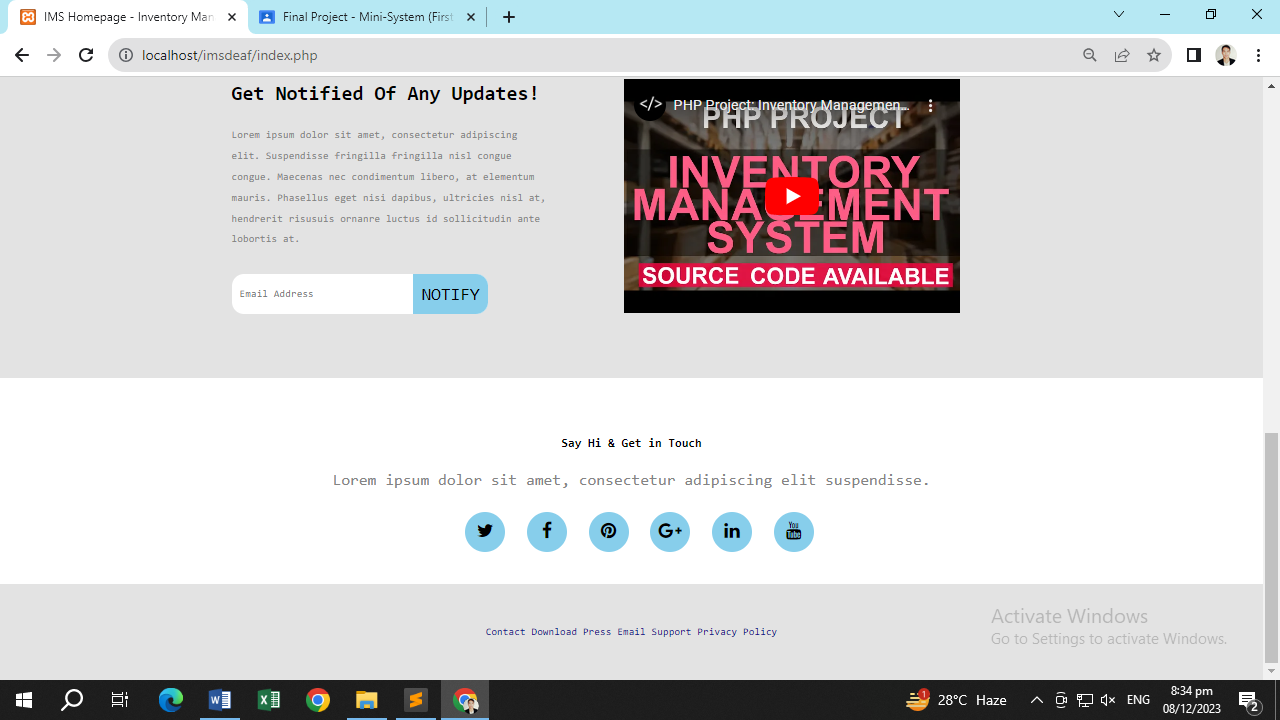 IMS Homepage - Inventory Man
Final Project - Mini-System (First
localhost/imsdeaf/index.php
Get Notified Of Any Updates!
Lorem ipsum dolor sit amet, consectetur adipiscing
elit. Suspendisse fringilla fringilla nisl congue
congue. Maecenas nec condimentum libero, at elementum
mauris. Phasellus eget nisi dapibus, ultricies nisl at,
hendrerit risusuis ornanre luctus id sollicitudin ante
lobortis at.
Email Address
NOTIFY
</> PHP Project: Inventory Managemen...
PHP PROJECT
INVENTORY
MANAGEMENT
SYSTEM
SOURCE CODE AVAILABLE
Say Hi & Get in Touch
Lorem ipsum dolor sit amet, consectetur adipiscing elit suspendisse.
G+ in You Tube
Contact Download Press Email Support Privacy Policy
Activate Windows
Go to Settings to activate Windows.
1
28°C Haze
ENG
8:34 pm
08/12/2023
2